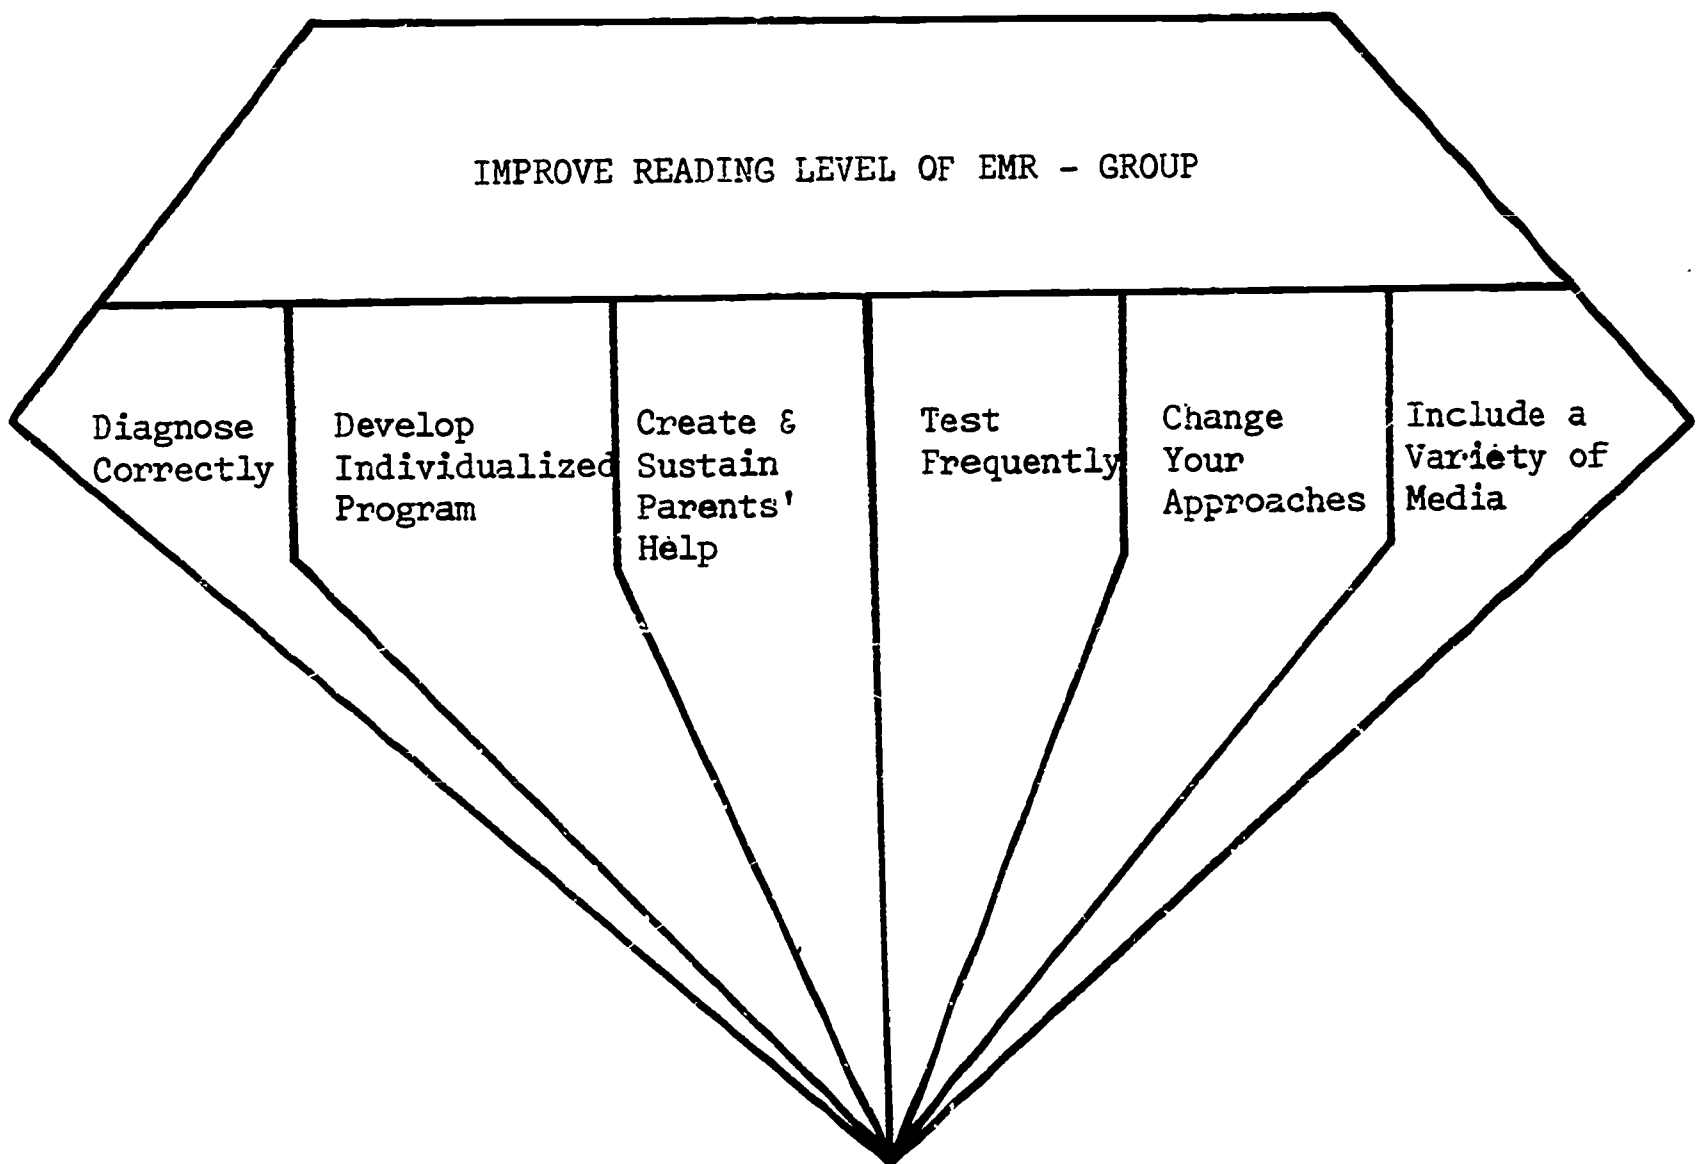 IMPROVE READING LEVEL OF EMR - GROUP
Diagnose
Correctly
Develop
Individualized
Program
Create &
Sustain
Parents'
Help
Test
Frequently
Change
Your
Approaches
Include a
Variety of
Media